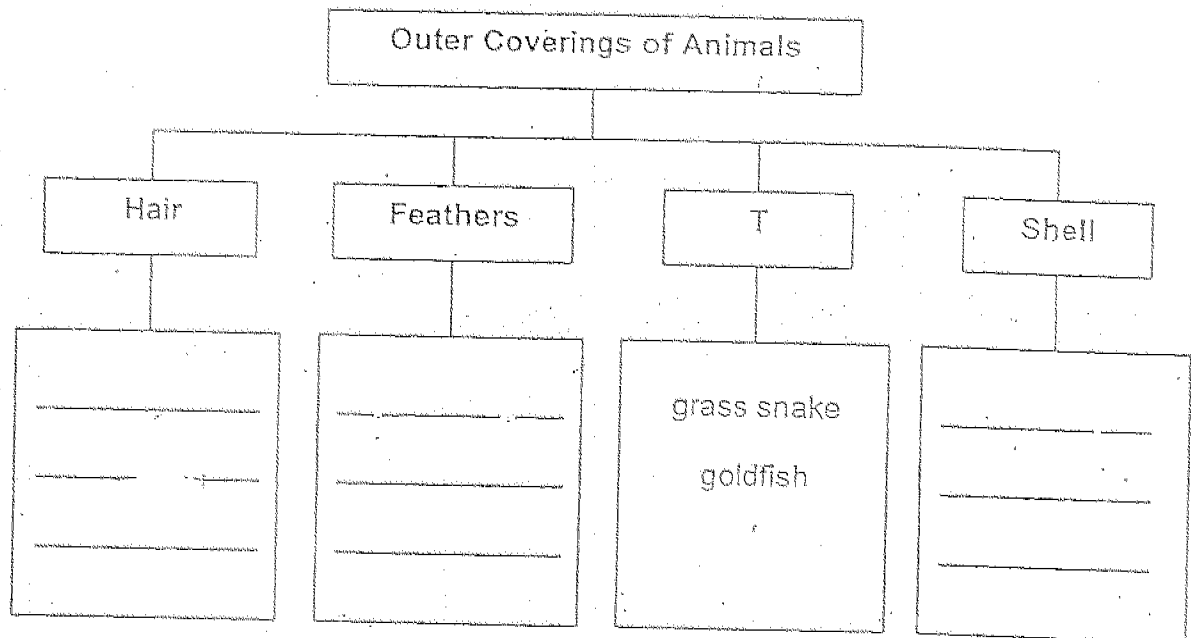 Outer Coverings of Animals
Hair
Feathers
T
Shell
grass snake
goldfish